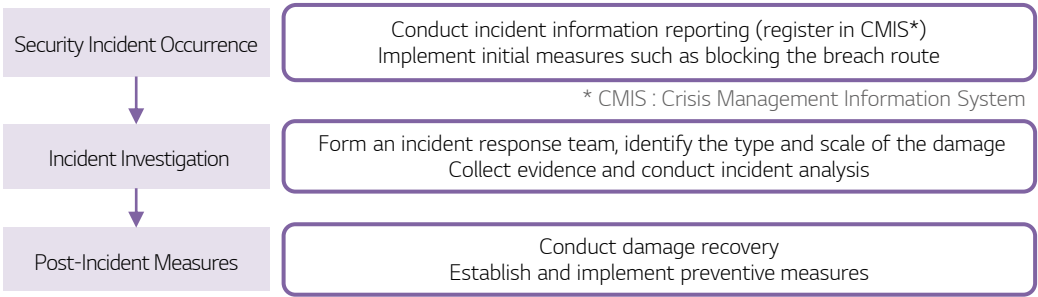 Security Incident Occurrence
Conduct incident information reporting (register in CMIS*)
Implement initial measures such as blocking the breach route
* CMIS : Crisis Management Information System
Incident Investigation
Form an incident response team, identify the type and scale of the damage
Collect evidence and conduct incident analysis
Post-Incident Measures
Conduct damage recovery
Establish and implement preventive measures